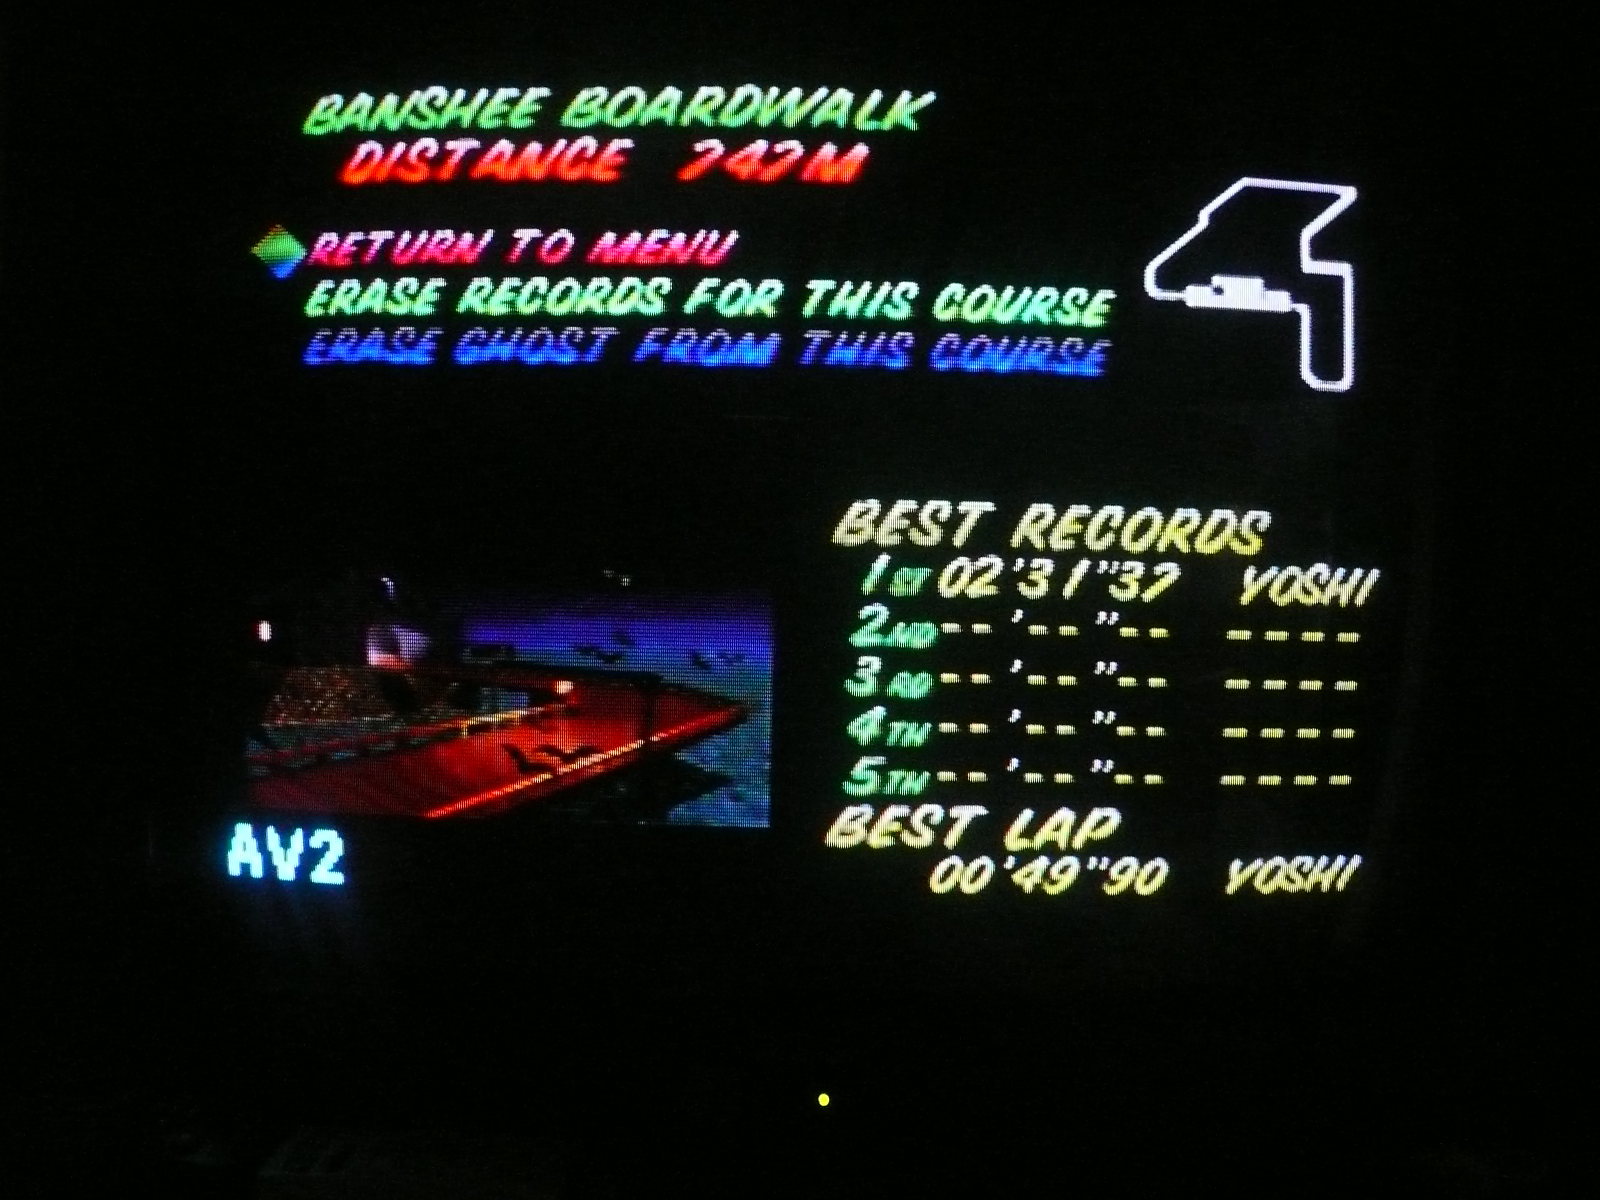 BANSHEE BOARDWALK
DISTANCE 747M
RETURN TO MENU
ERASE RECORDS FOR THIS COURSE
ERASE GHOST FROM THIS COURSE
BEST RECORDS
1ST 02'31"37 YOSHI
2ND --'--"-- ----
3RD --'--"-- ----
4TH --'--"-- ----
5TH --'--"-- ----
BEST LAP
00'49"90 YOSHI
AV2